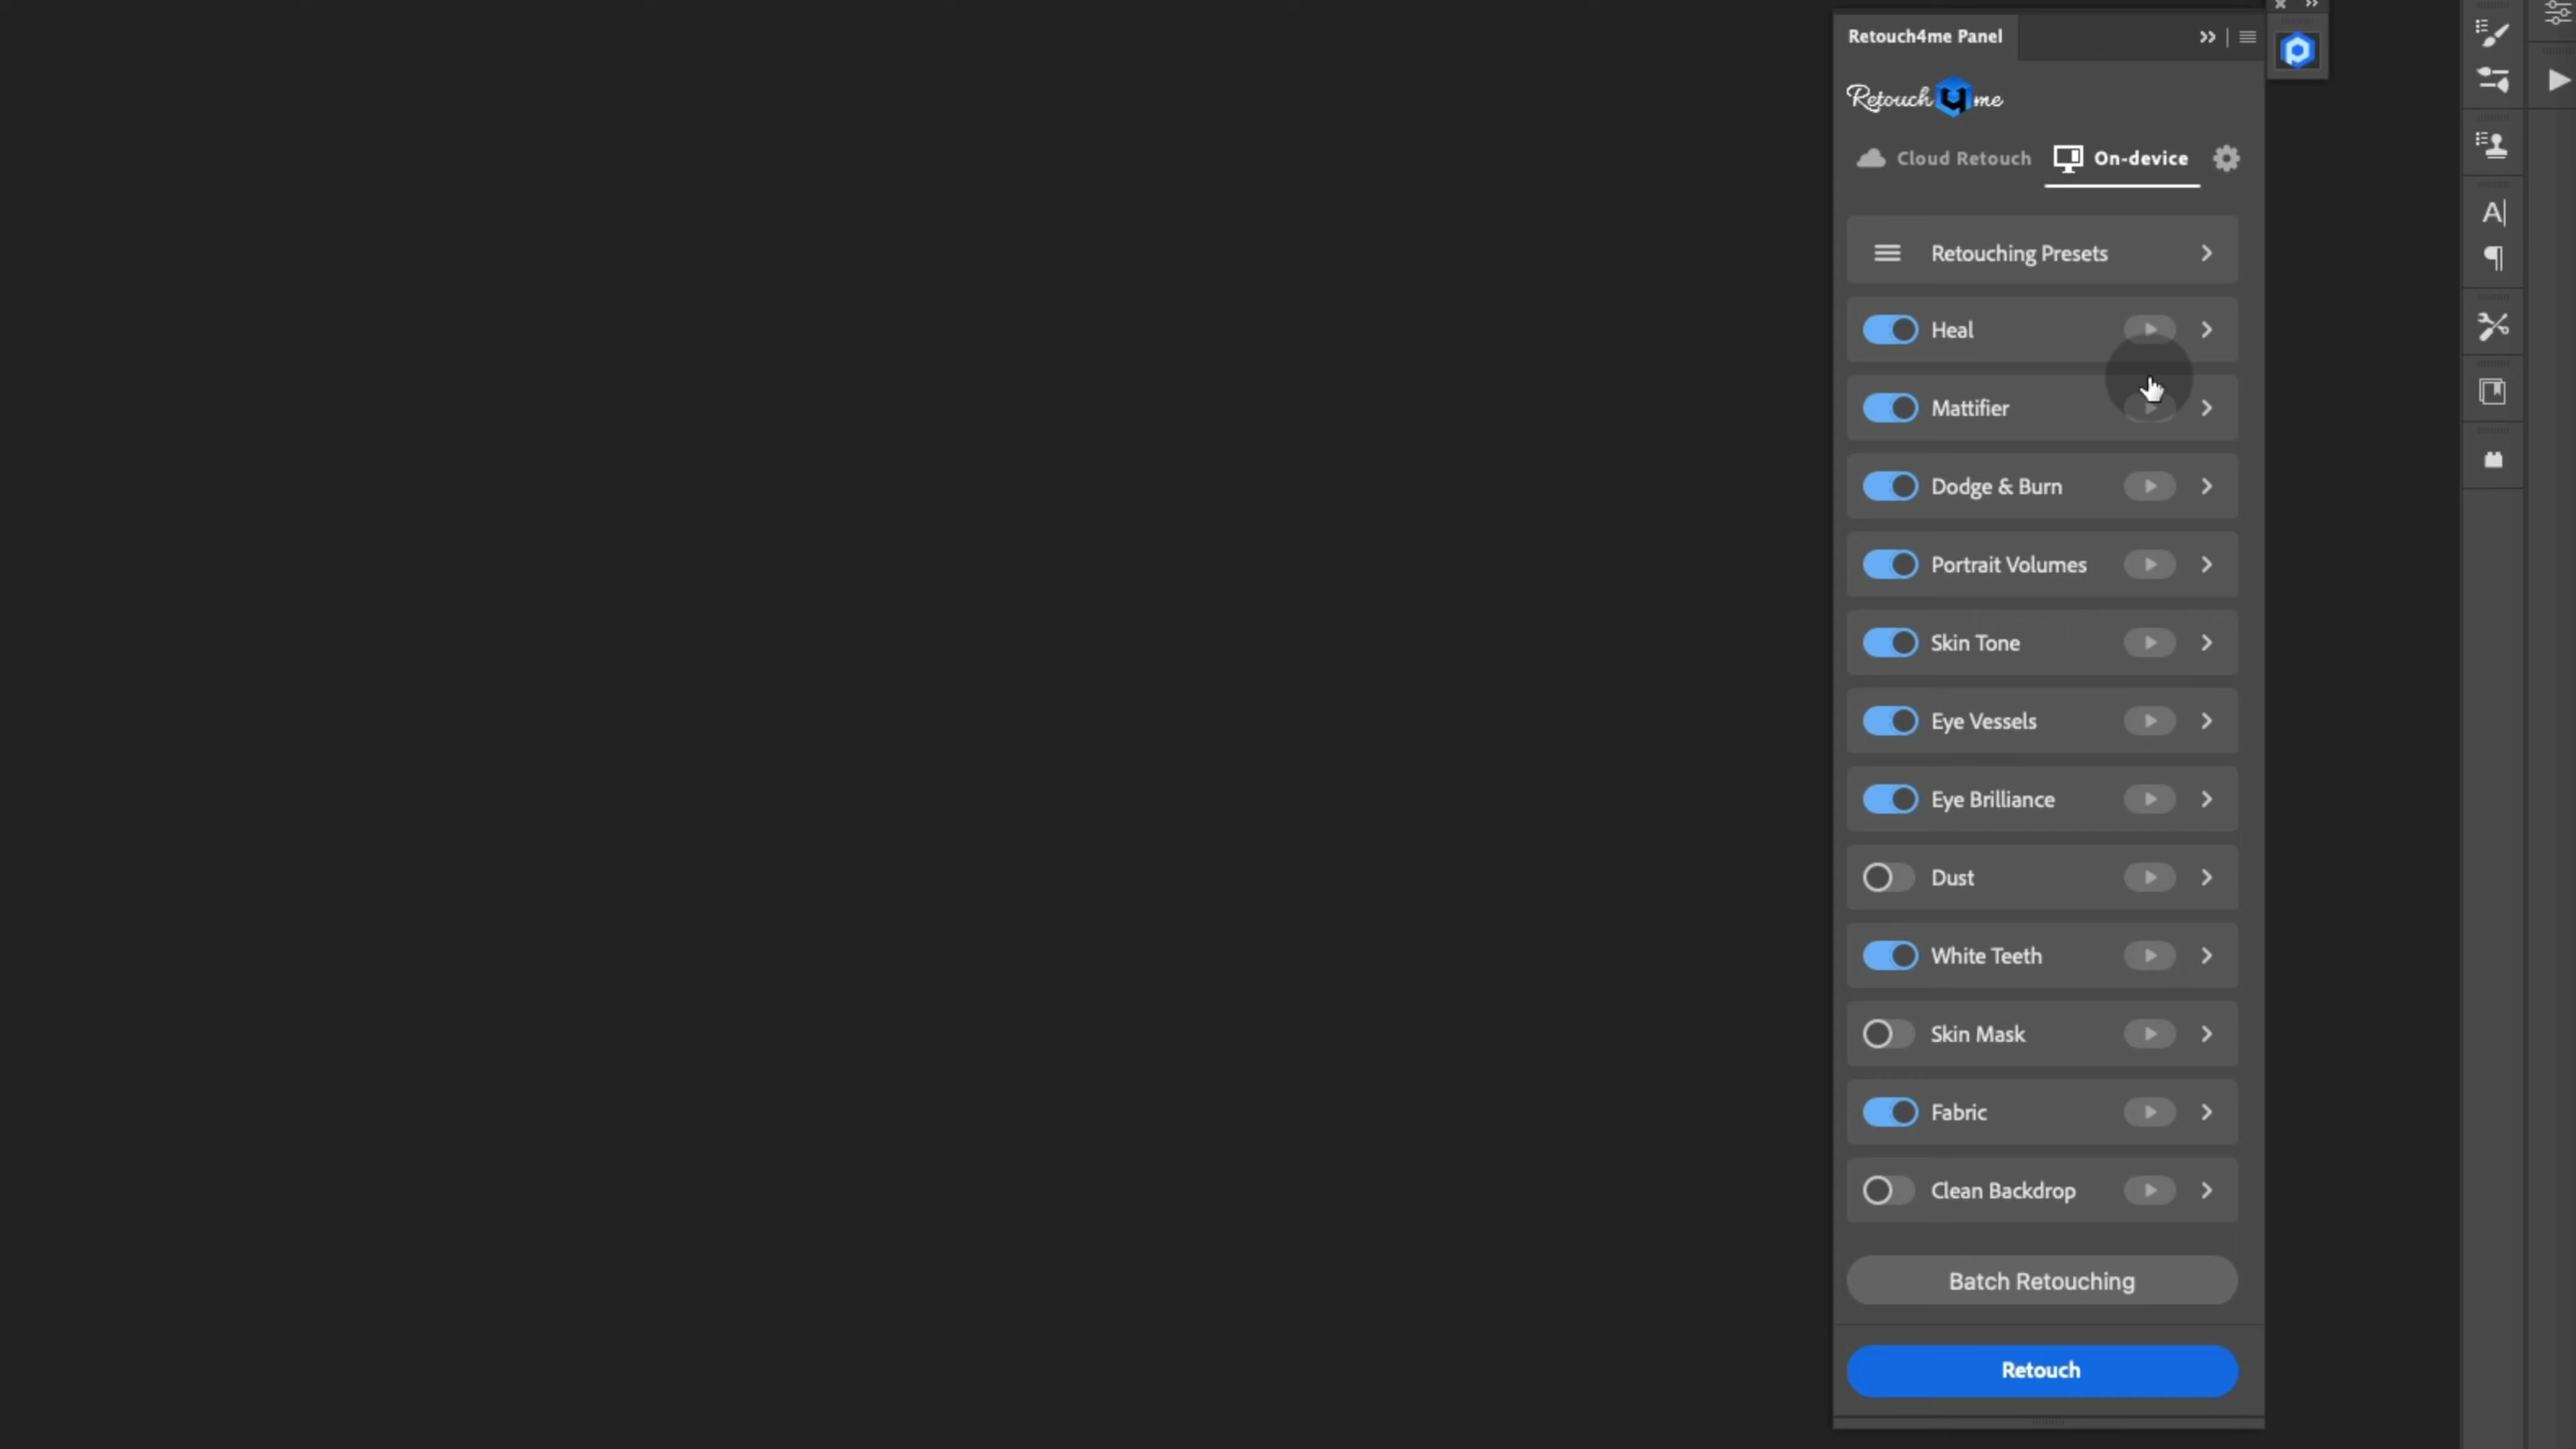 Retouch4me Panel
Retouch4me
Cloud Retouch
On-device
Retouching Presets
Heal
Mattifier
Dodge & Burn
Portrait Volumes
Skin Tone
Eye Vessels
Eye Brilliance
Dust
White Teeth
Skin Mask
Fabric
Clean Backdrop
Batch Retouching
Retouch